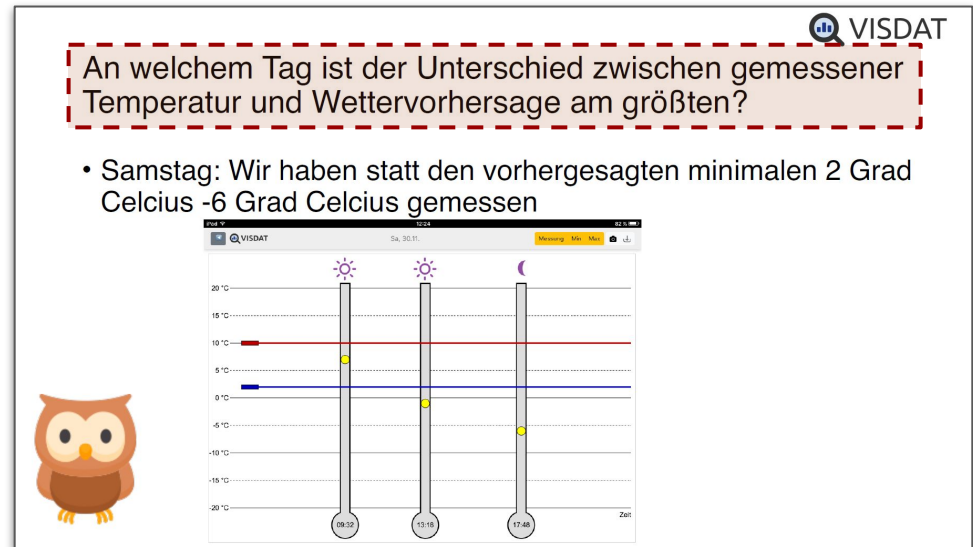 VISDAT
An welchem Tag ist der Unterschied zwischen gemessener
Temperatur und Wettervorhersage am größten?
• Samstag: Wir haben statt den vorhergesagten minimalen 2 Grad
Celcius -6 Grad Celcius gemessen
iPod 12:24 82 %
VISDAT Sa, 30.11. Messung Min Max
20 °C
15 °C
10 °C
5 °C
0 °C
-5 °C
-10 °C
-15 °C
-20 °C
Zeit
09:32 13:18 17:48